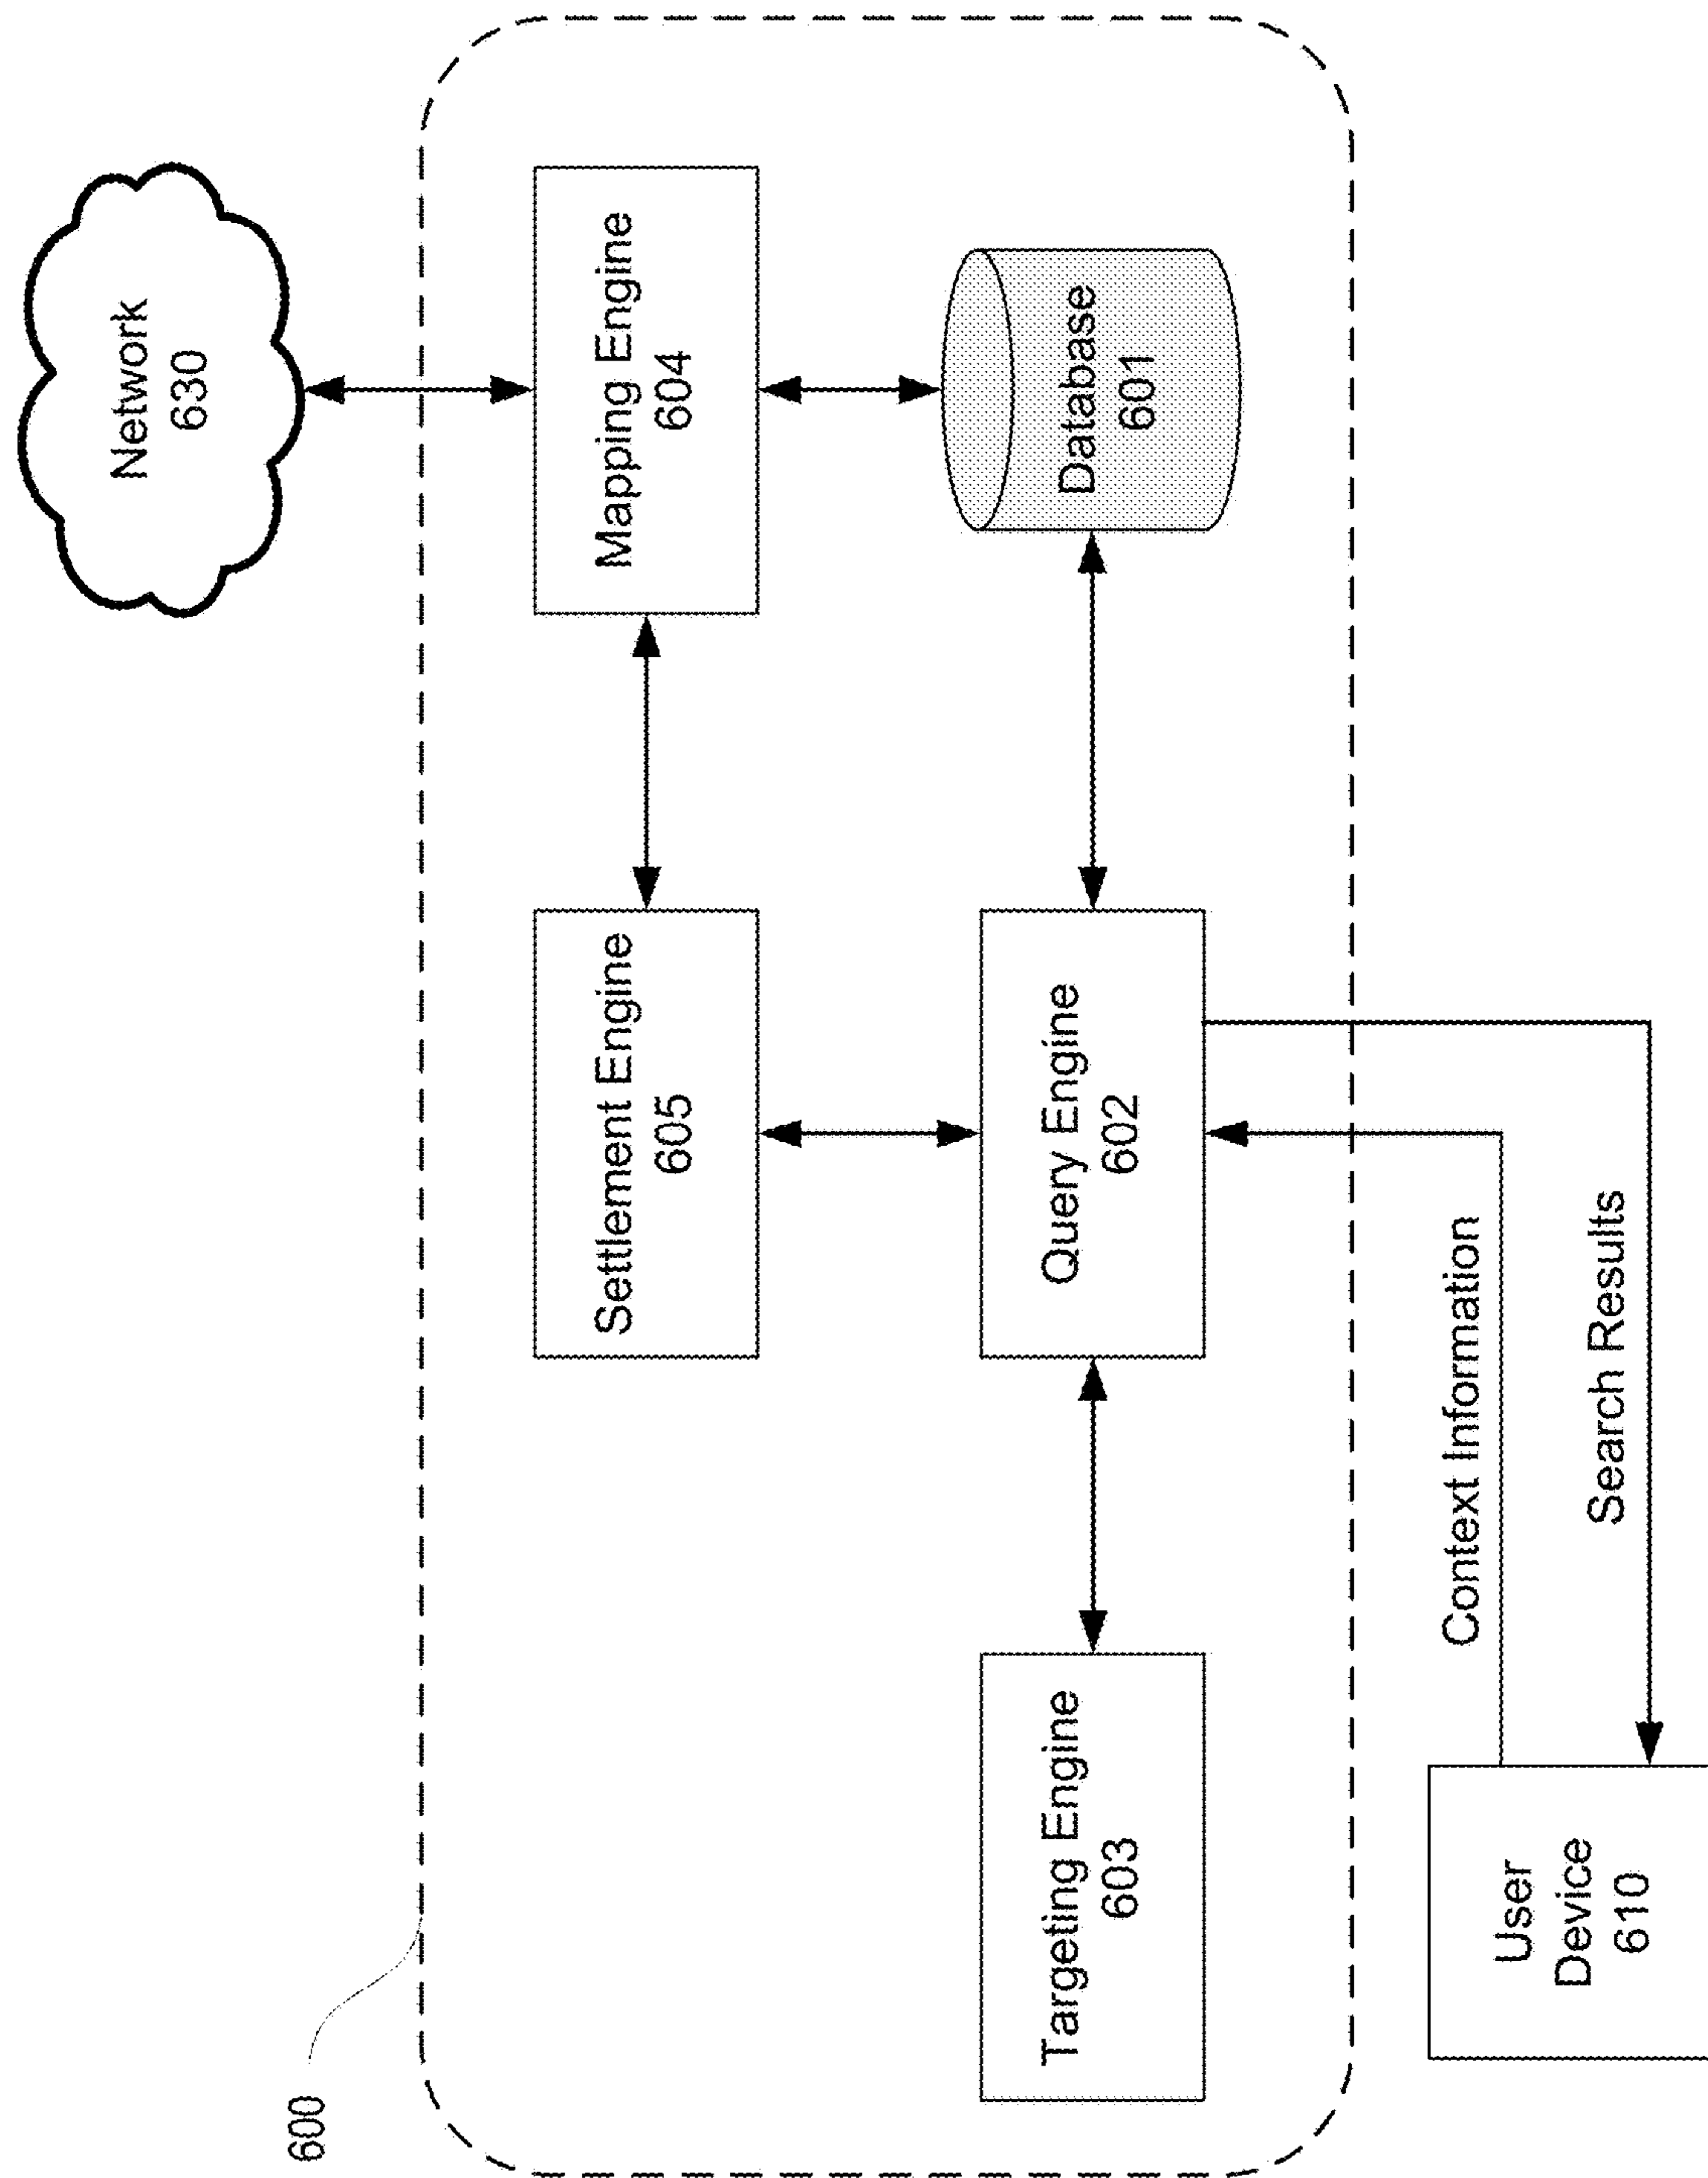 600
Network
630
Settlement Engine
605
Mapping Engine
604
Targeting Engine
603
Query Engine
602
Database
601
Context Information
User
Device
610
Search Results